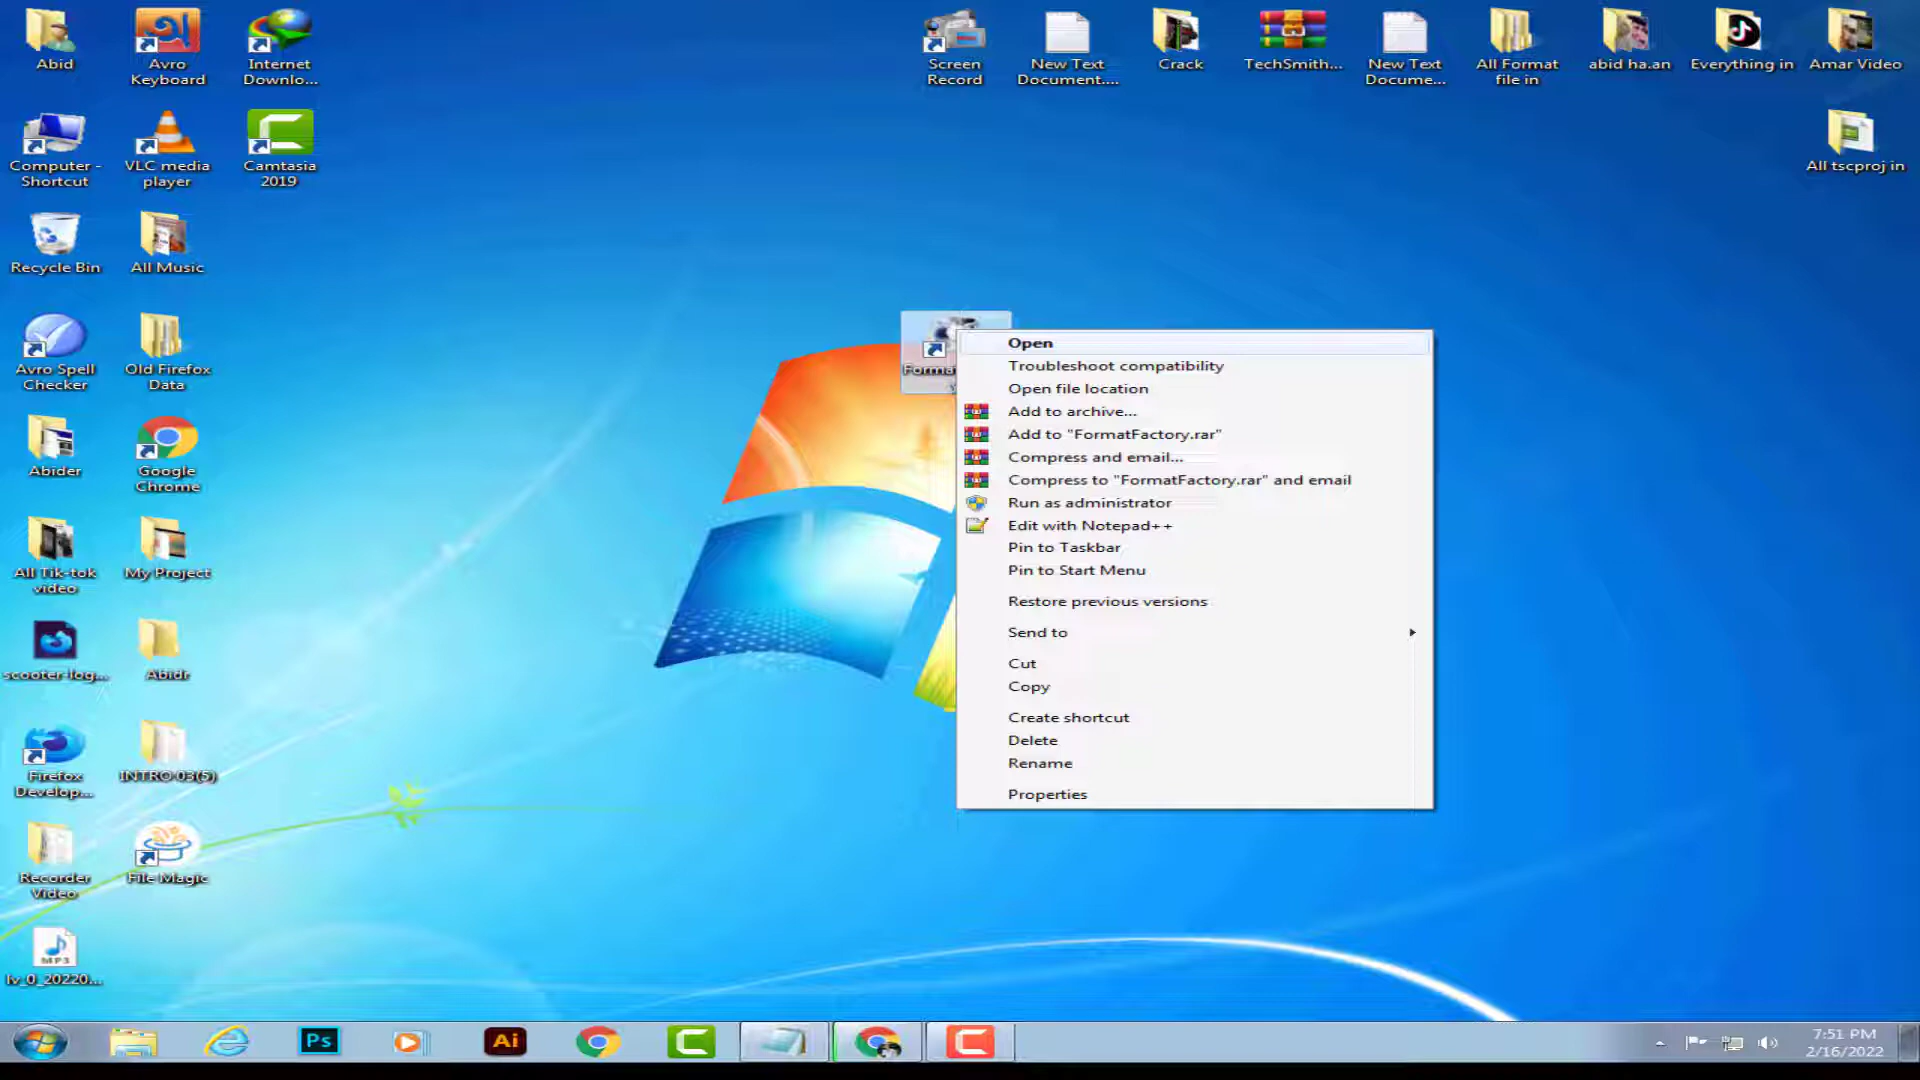 Abid
Avro
Keyboard
Internet
Downlo...
Screen
Record
New Text
Document....
Crack
TechSmith...
New Text
Docume...
All Format
file in
abid ha.an
Everything in
Amar Video
Computer -
Shortcut
VLC media
player
Camtasia
2019
All tscproj in
Recycle Bin
All Music
Avro Spell
Checker
Old Firefox
Data
Forma
Abider
Google
Chrome
All Tik-tok
video
My Project
scooter-log...
Abidr
Firefox
Develop...
INTRO 03(5)
Recorder
Video
File Magic
MP3
lv_0_20220...
Open
Troubleshoot compatibility
Open file location
Add to archive...
Add to "FormatFactory.rar"
Compress and email...
Compress to "FormatFactory.rar" and email
Run as administrator
Edit with Notepad++
Pin to Taskbar
Pin to Start Menu
Restore previous versions
Send to
Cut
Copy
Create shortcut
Delete
Rename
Properties
Ps
Ai
7:51 PM
2/16/2022